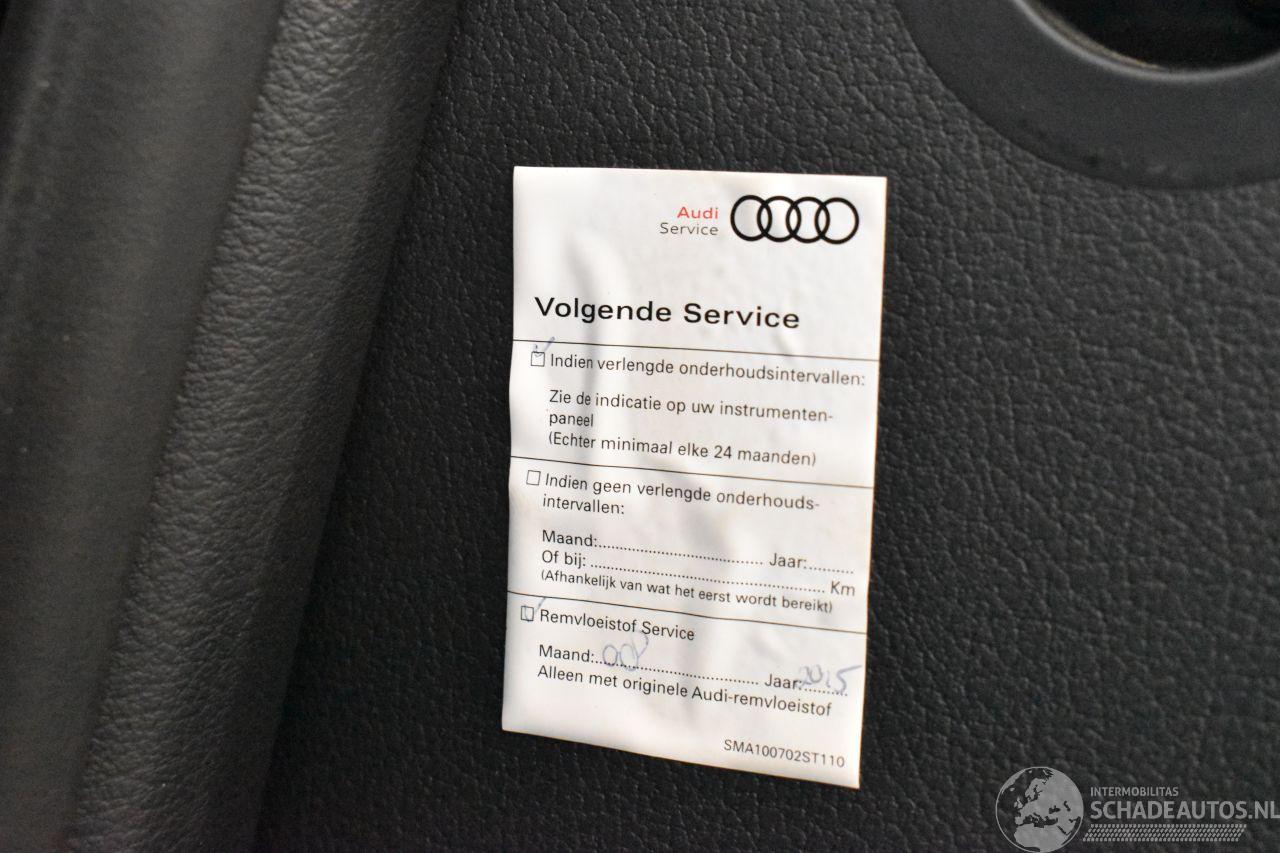 Audi
Service
Volgende Service
Indien verlengde onderhoudsintervallen:
Zie de indicatie op uw instrumenten-
paneel
(Echter minimaal elke 24 maanden)
Indien geen verlengde onderhouds-
intervallen:
Maand:.................... Jaar:.........
Of bij: .................... Km
(Afhankelijk van wat het eerst wordt bereikt)
Remvloeistof Service
Maand:.................... Jaar: 2015
Alleen met originele Audi-remvloeistof
SMA100702ST110
INTERMOBILITAS
SCHADEAUTOS.NL